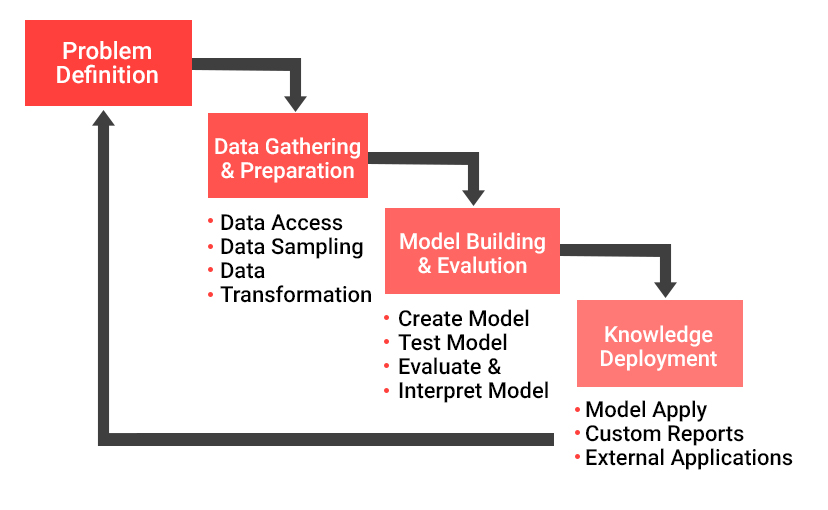 Problem
Definition
Data Gathering
& Preparation
• Data Access
• Data Sampling
• Data
• Transformation
Model Building
& Evalution
• Create Model
• Test Model
• Evaluate &
• Interpret Model
Knowledge
Deployment
• Model Apply
• Custom Reports
• External Applications